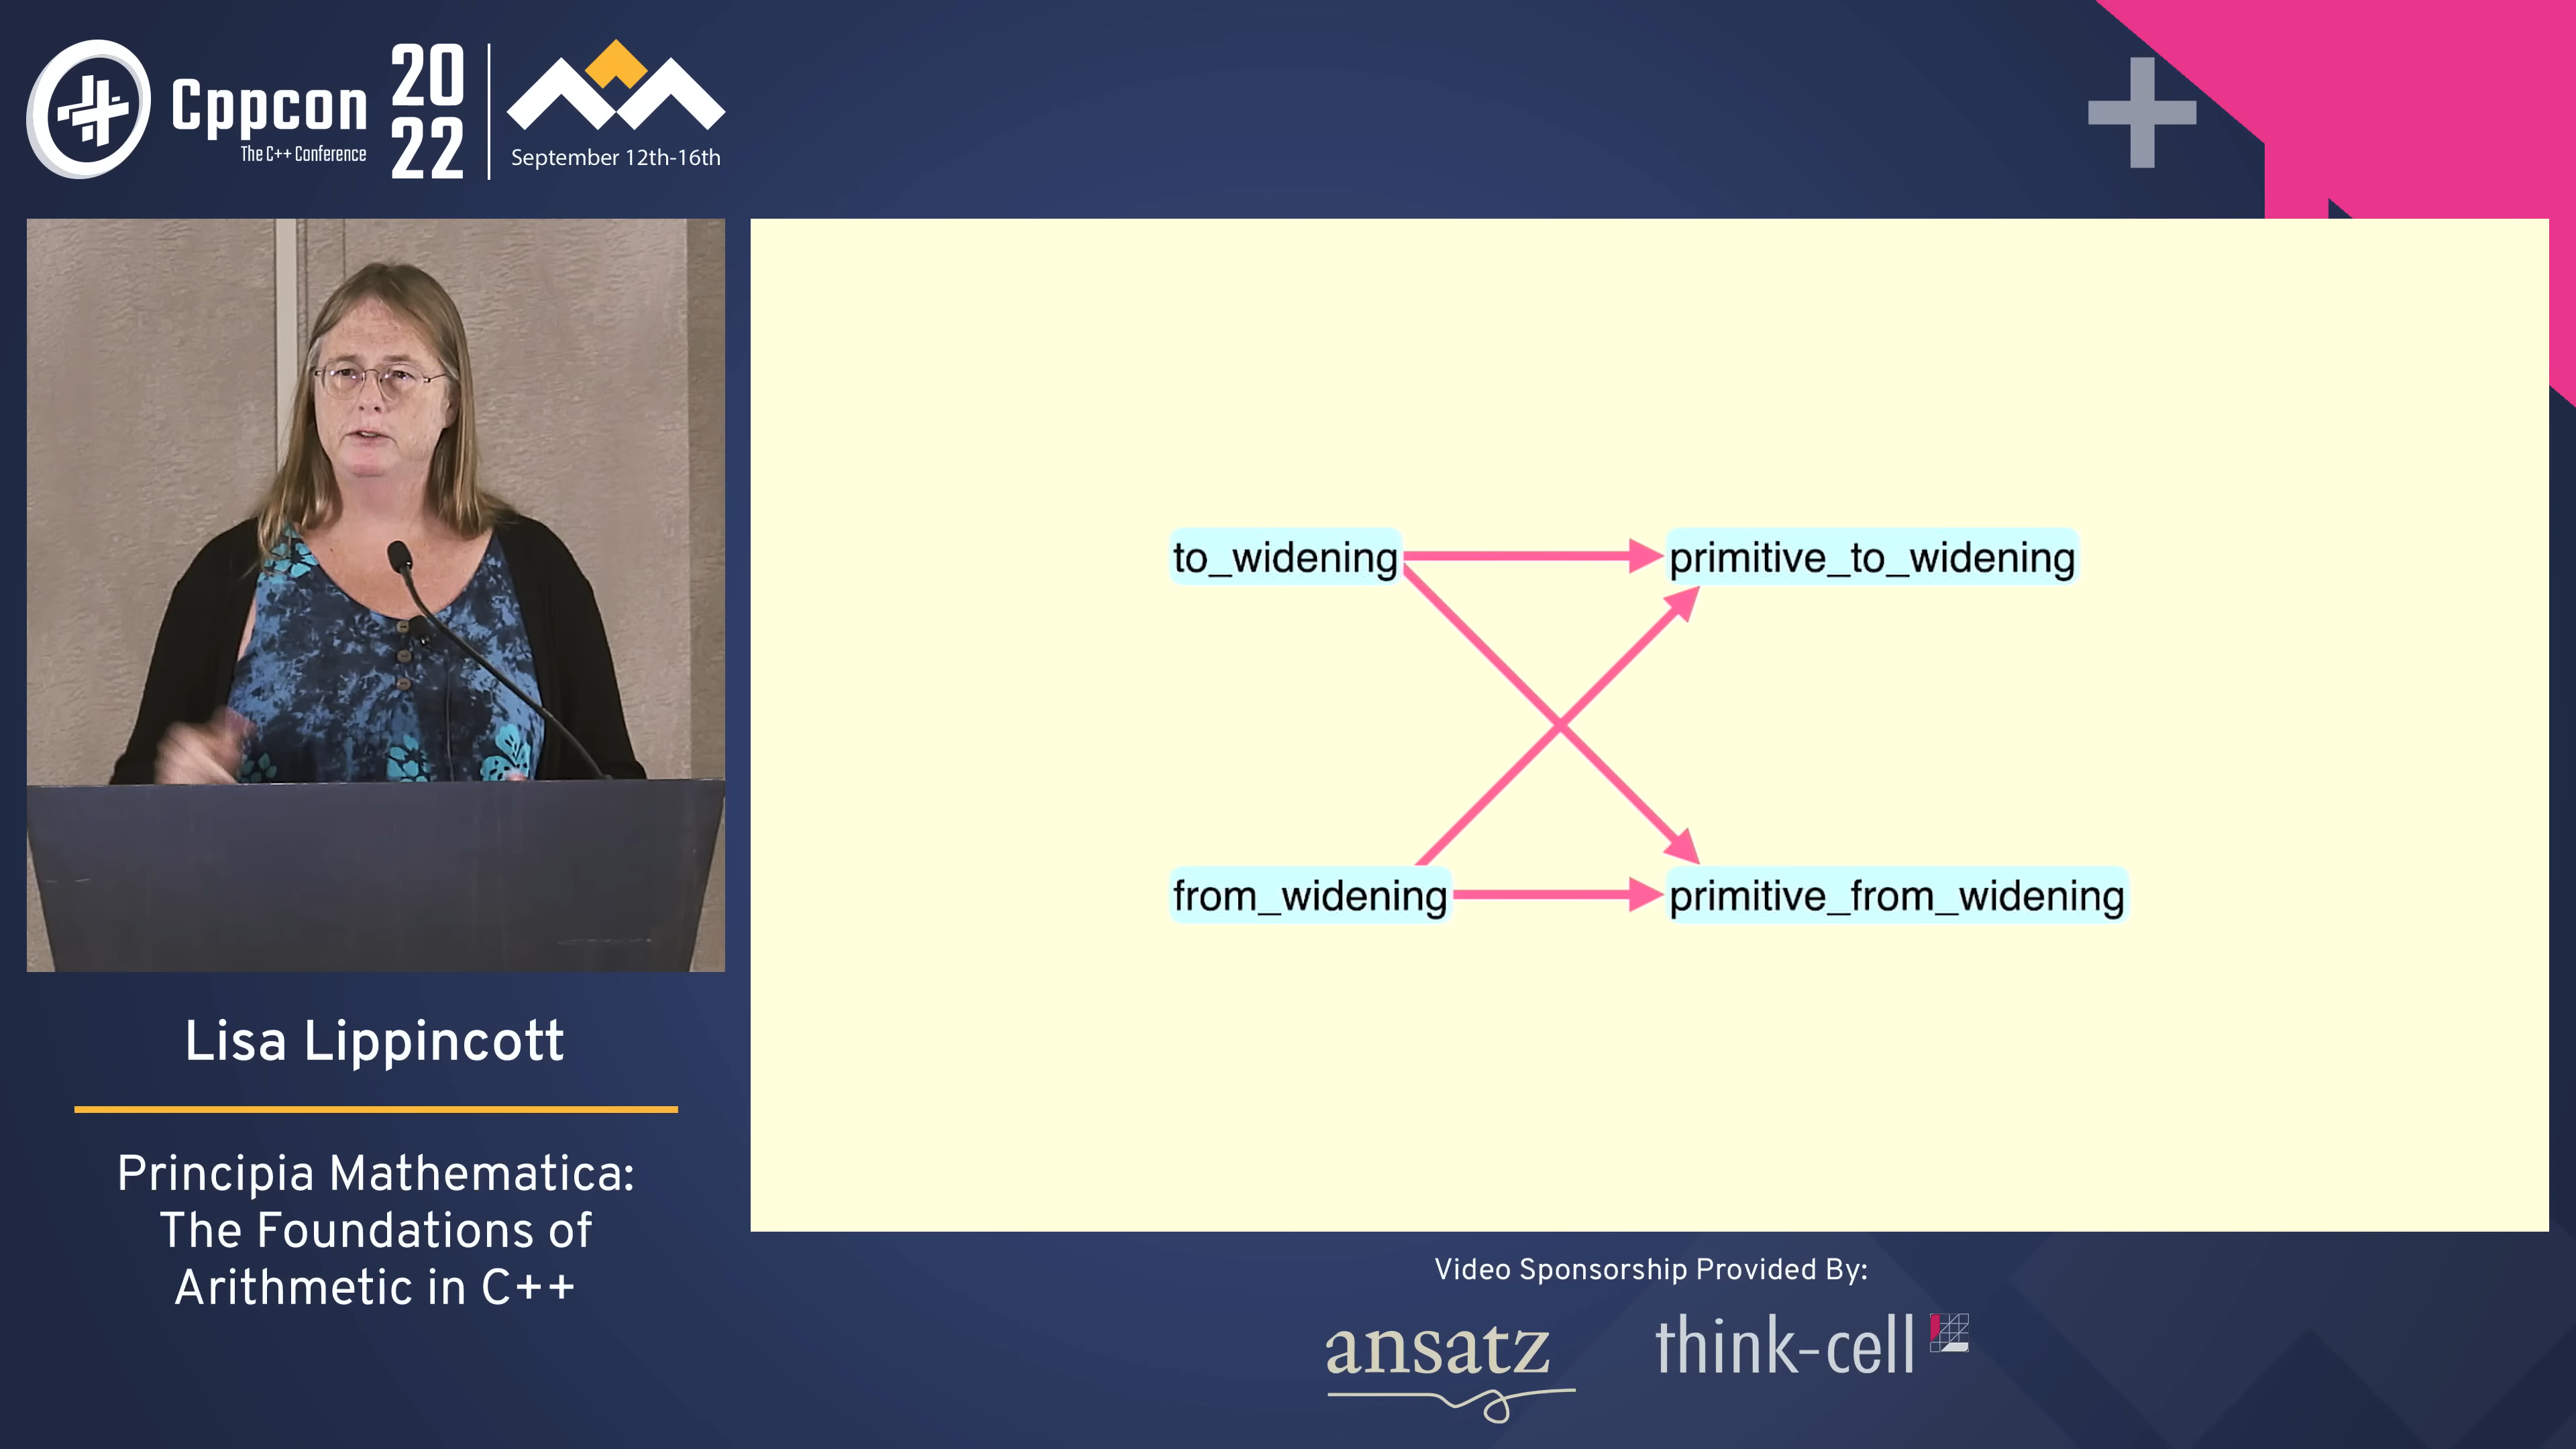 Cppcon
The C++ Conference
20
22
September 12th-16th
to_widening
primitive_to_widening
from_widening
primitive_from_widening
Lisa Lippincott
Principia Mathematica:
The Foundations of
Arithmetic in C++
Video Sponsorship Provided By:
ansatz
think-cell